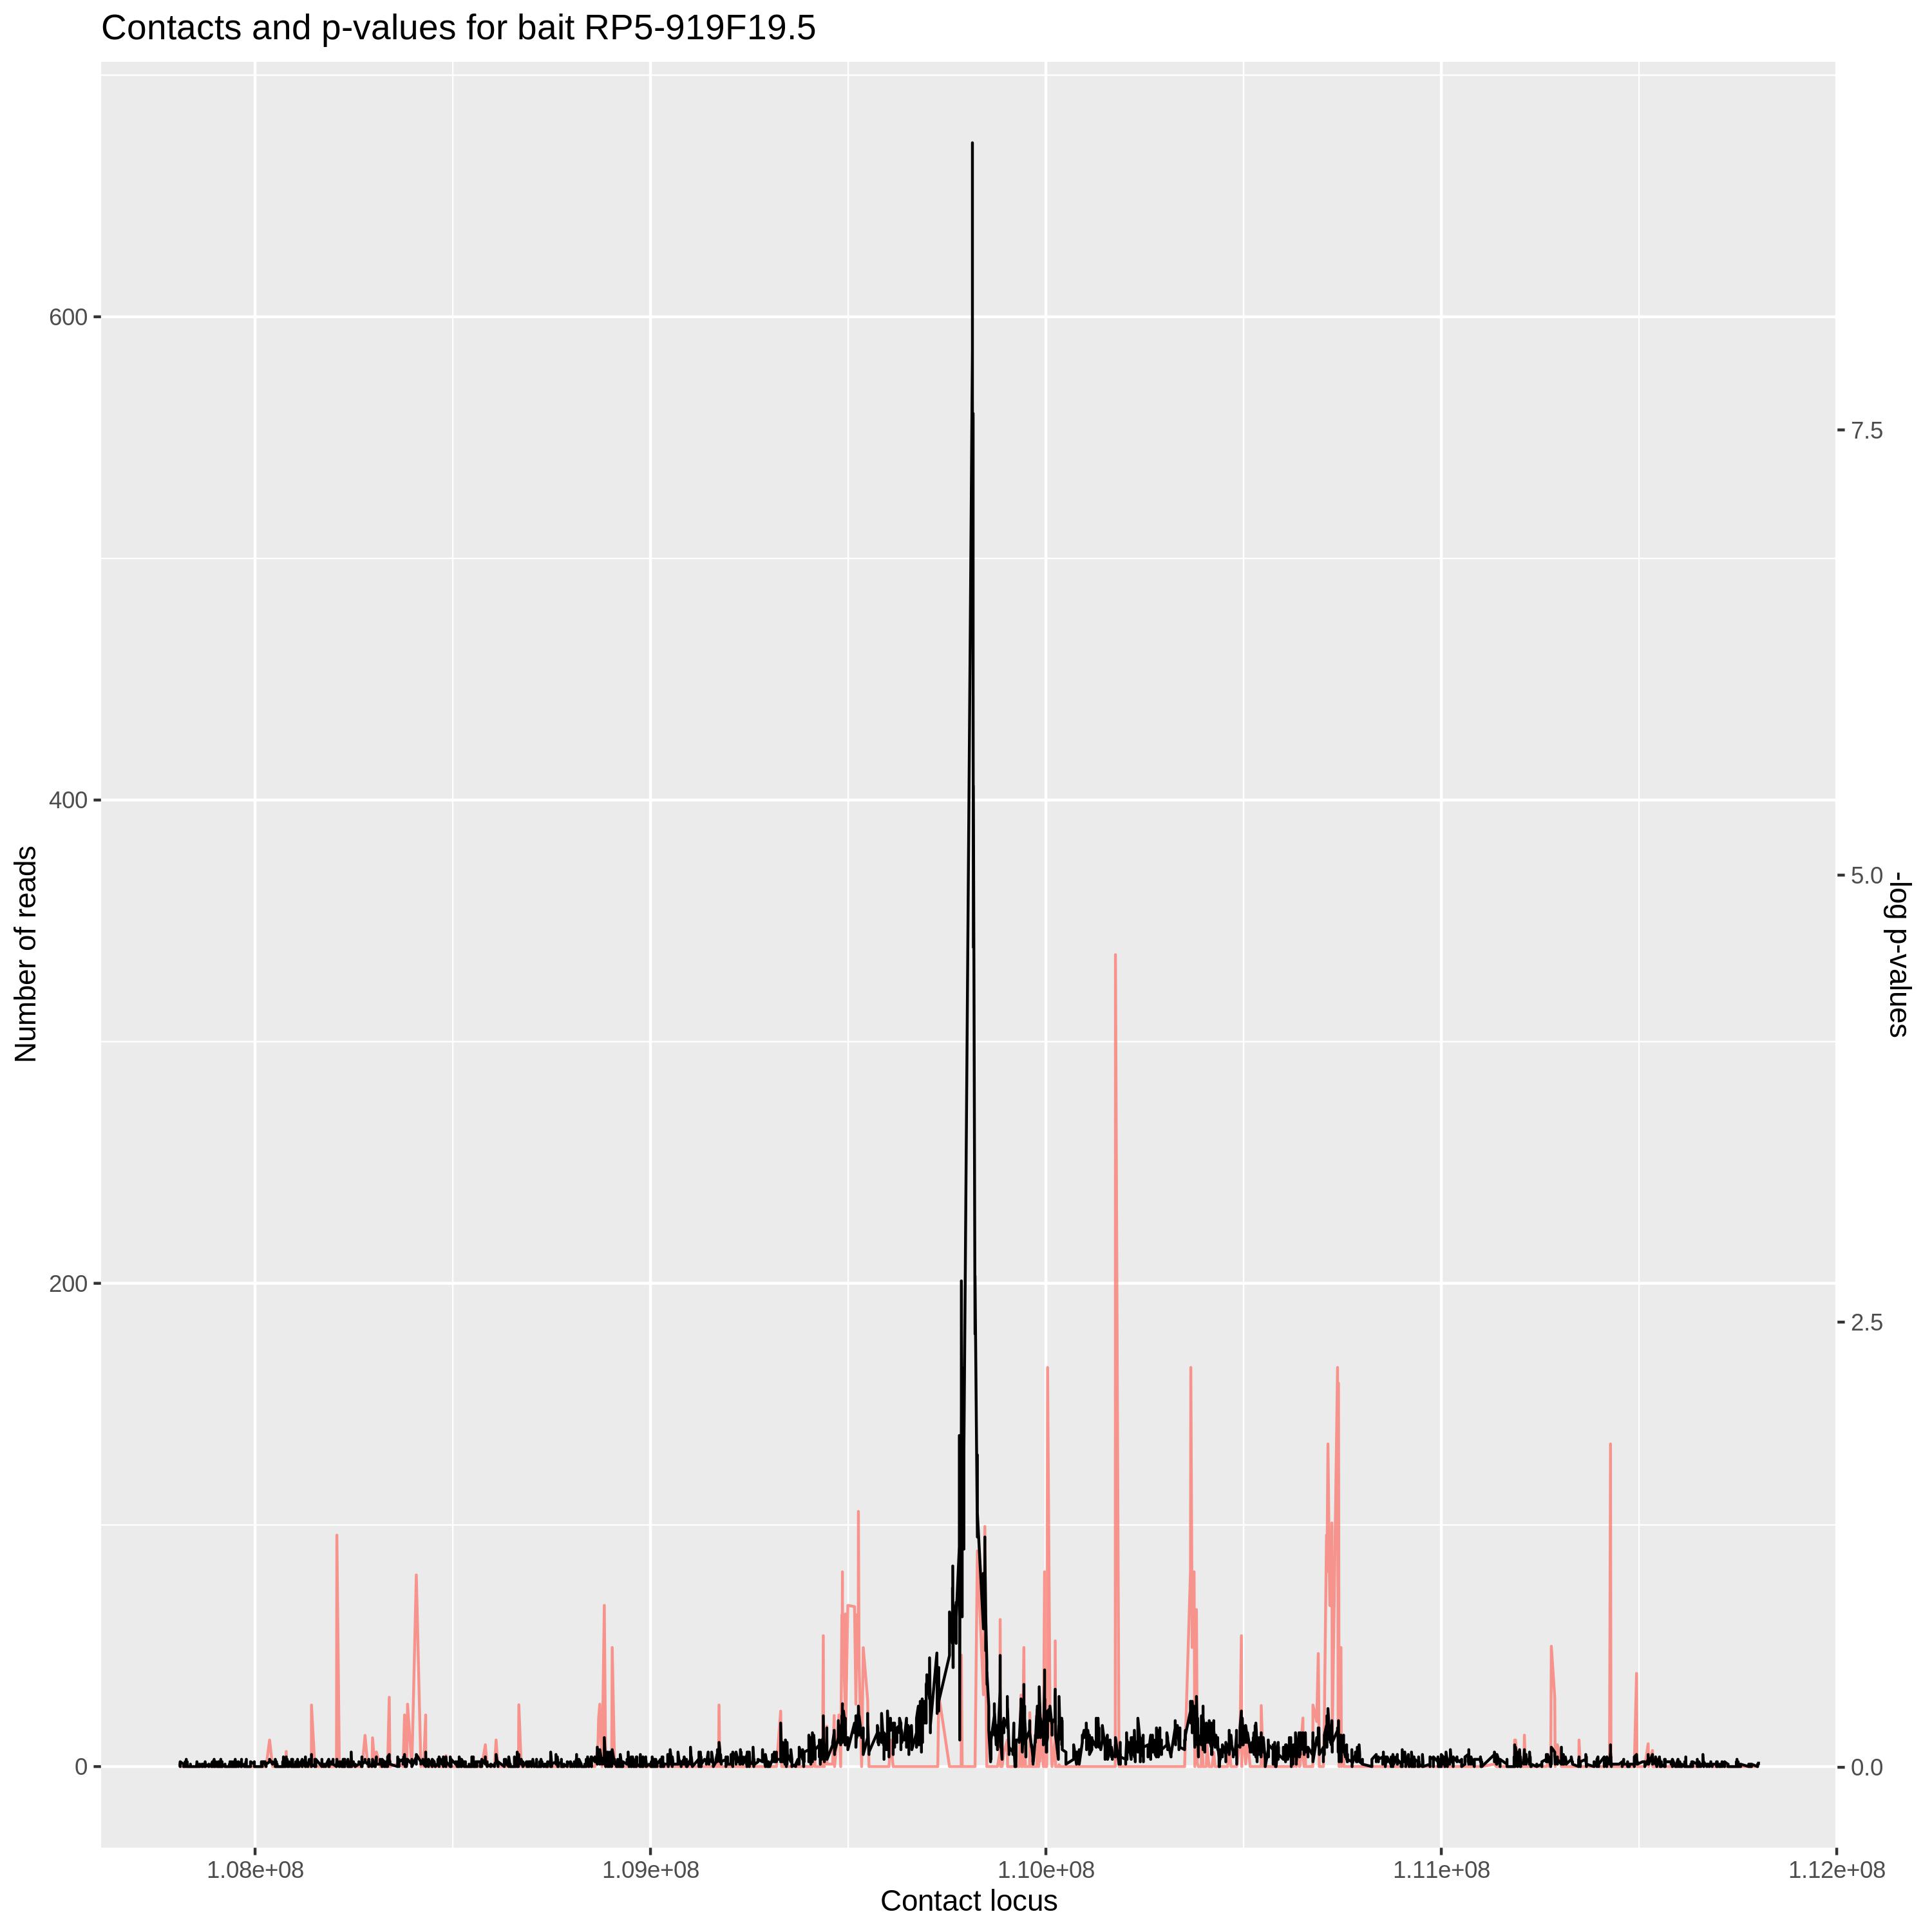 Contacts and p-values for bait RP5-919F19.5
600
400
200
0
Number of reads
7.5
5.0
2.5
0.0
-log p-values
1.08e+08
1.09e+08
1.10e+08
1.11e+08
1.12e+08
Contact locus